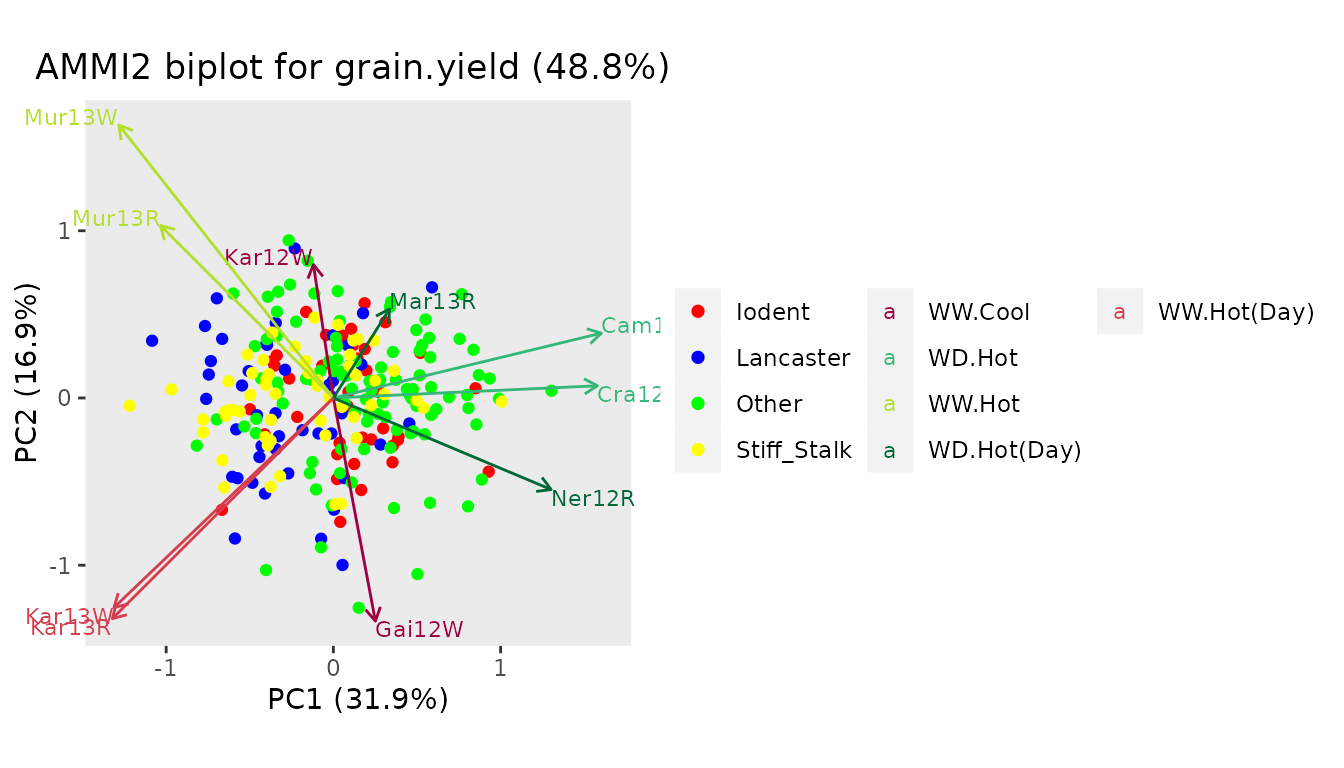 AMMI2 biplot for grain.yield (48.8%)
Mur13W
Mur13R
Kar12W
Mar13R
Cam1
Cra12
Ner12R
Kar13W
Kar13R
Gai12W
1
0
-1
-1
0
1
PC1 (31.9%)
PC2 (16.9%)
Iodent
Lancaster
Other
Stiff_Stalk
a WW.Cool
a WD.Hot
a WW.Hot
a WD.Hot(Day)
a WW.Hot(Day)